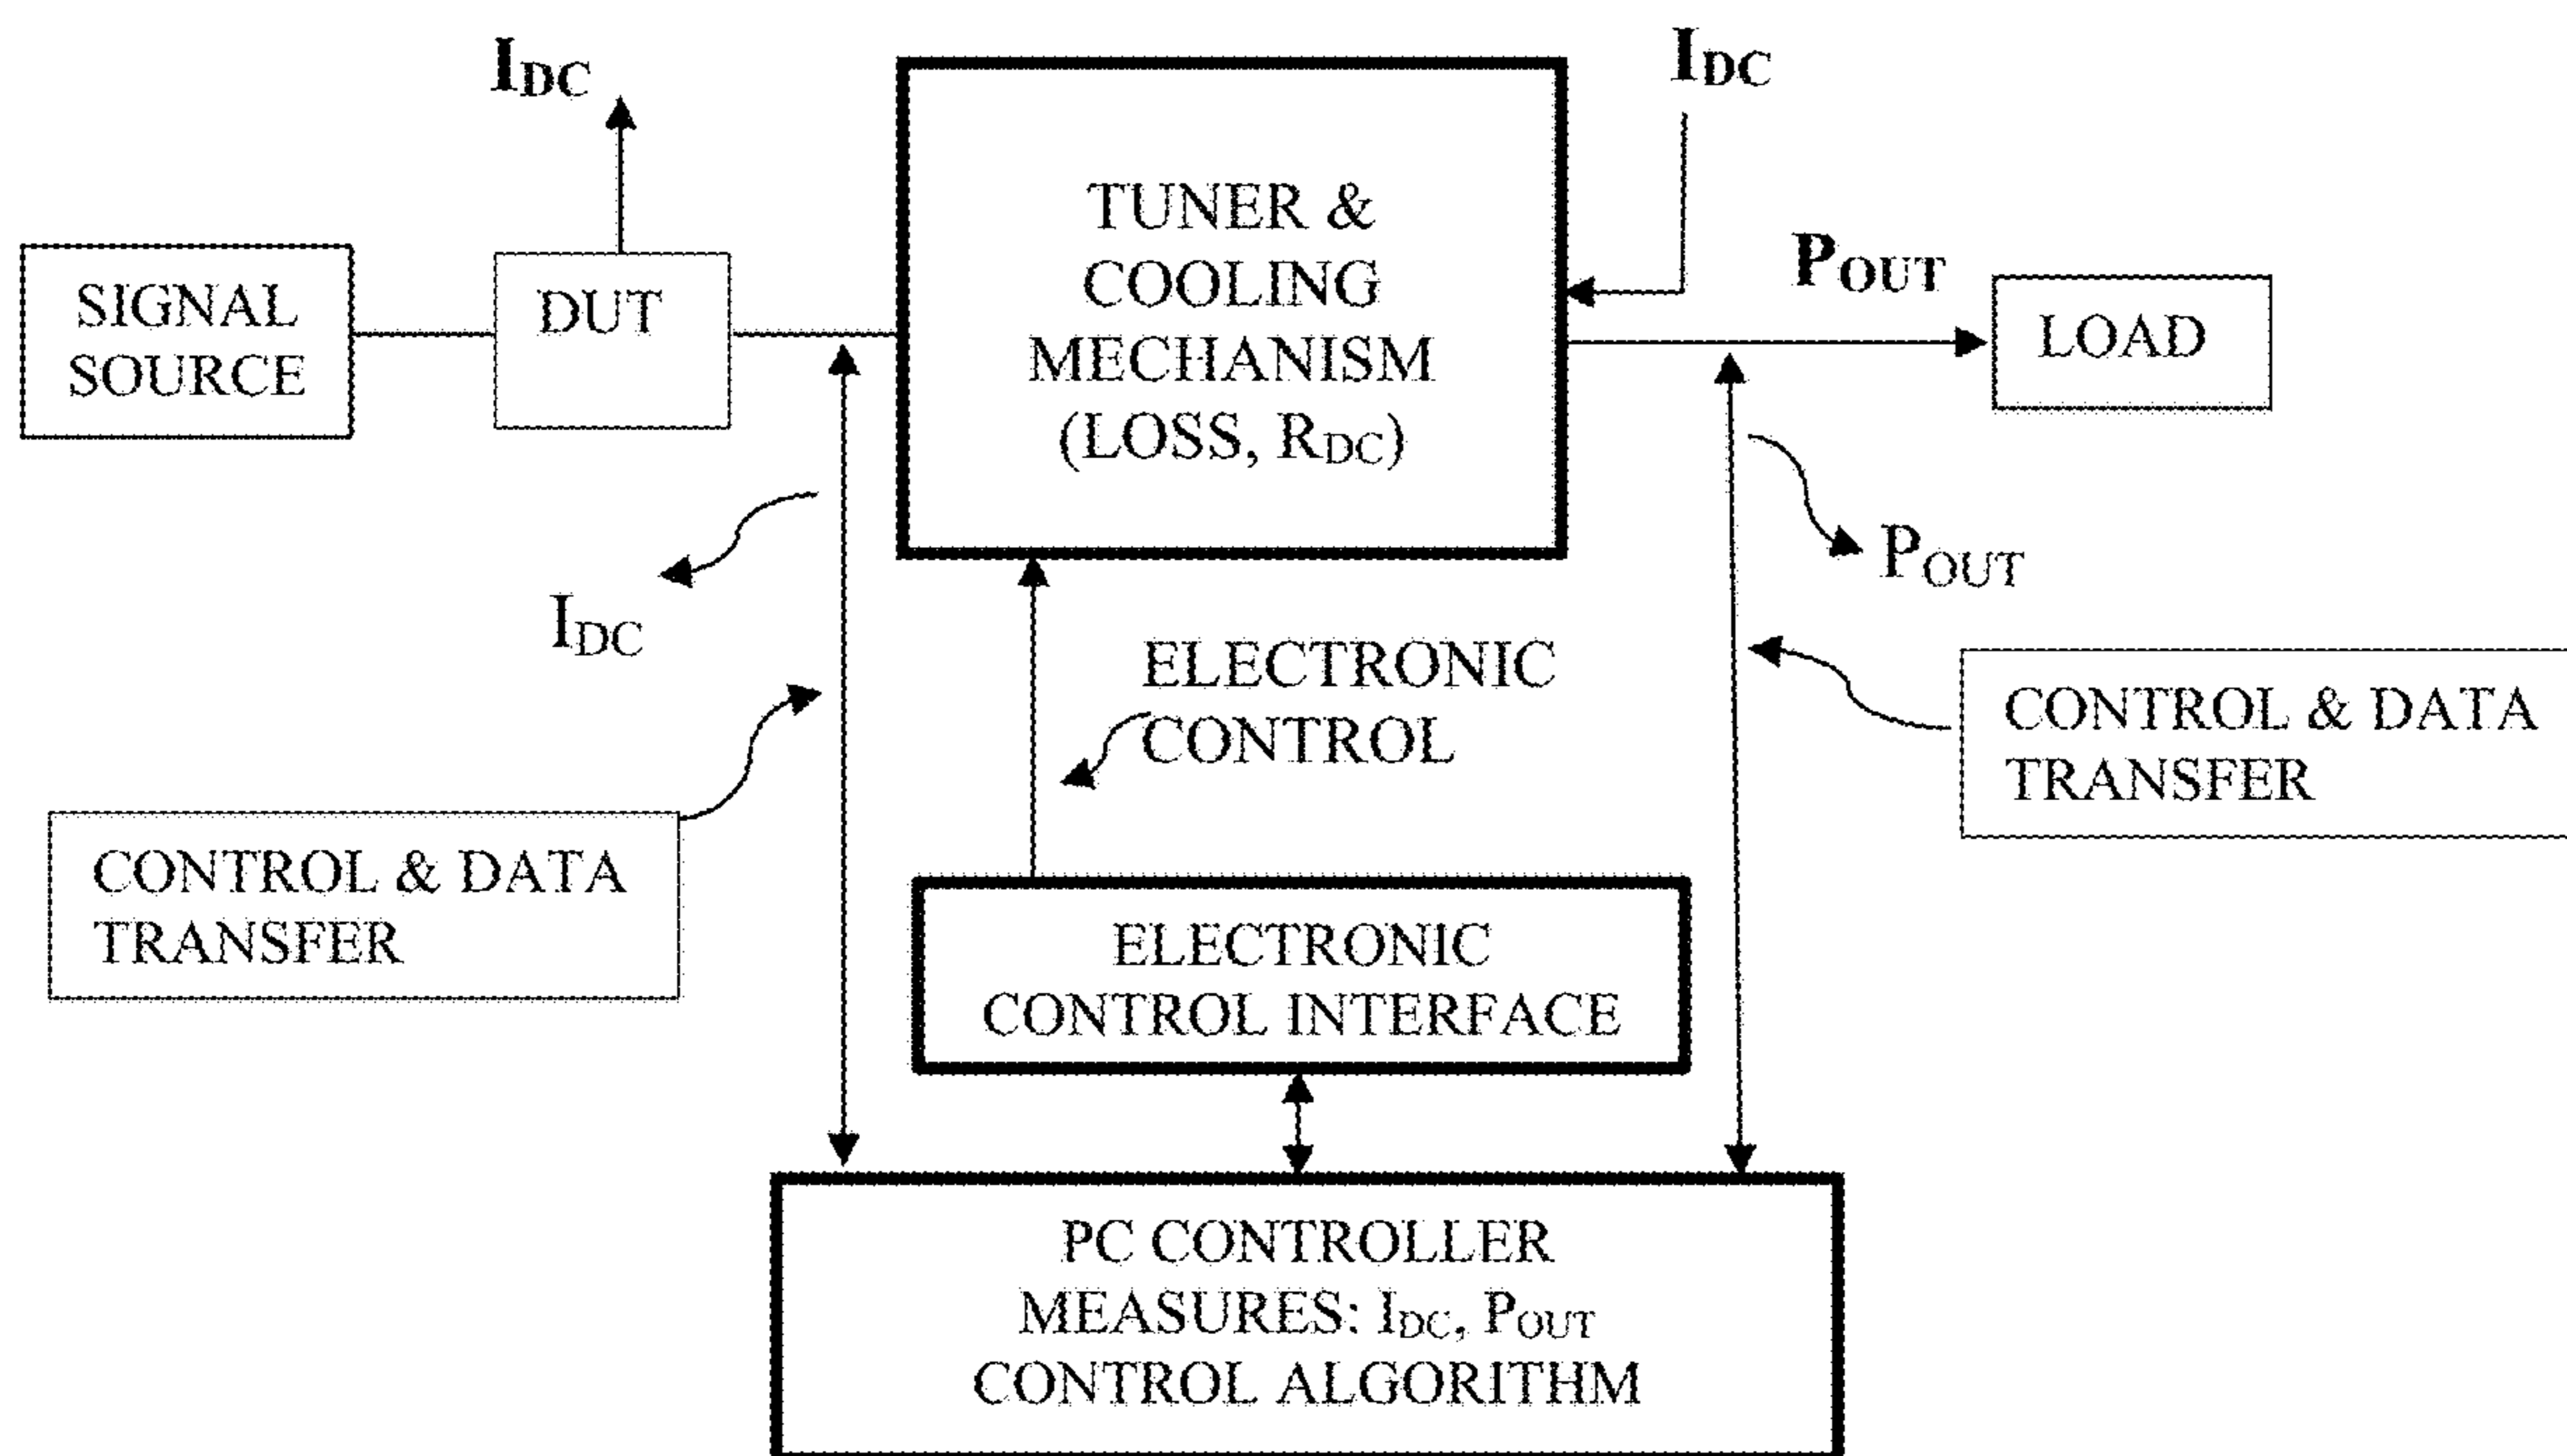 IDC
IDC
SIGNAL
SOURCE
DUT
TUNER &
COOLING
MECHANISM
(LOSS, RDC)
POUT
LOAD
IDC
POUT
ELECTRONIC
CONTROL
CONTROL & DATA
TRANSFER
CONTROL & DATA
TRANSFER
ELECTRONIC
CONTROL INTERFACE
PC CONTROLLER
MEASURES: IDC, POUT
CONTROL ALGORITHM